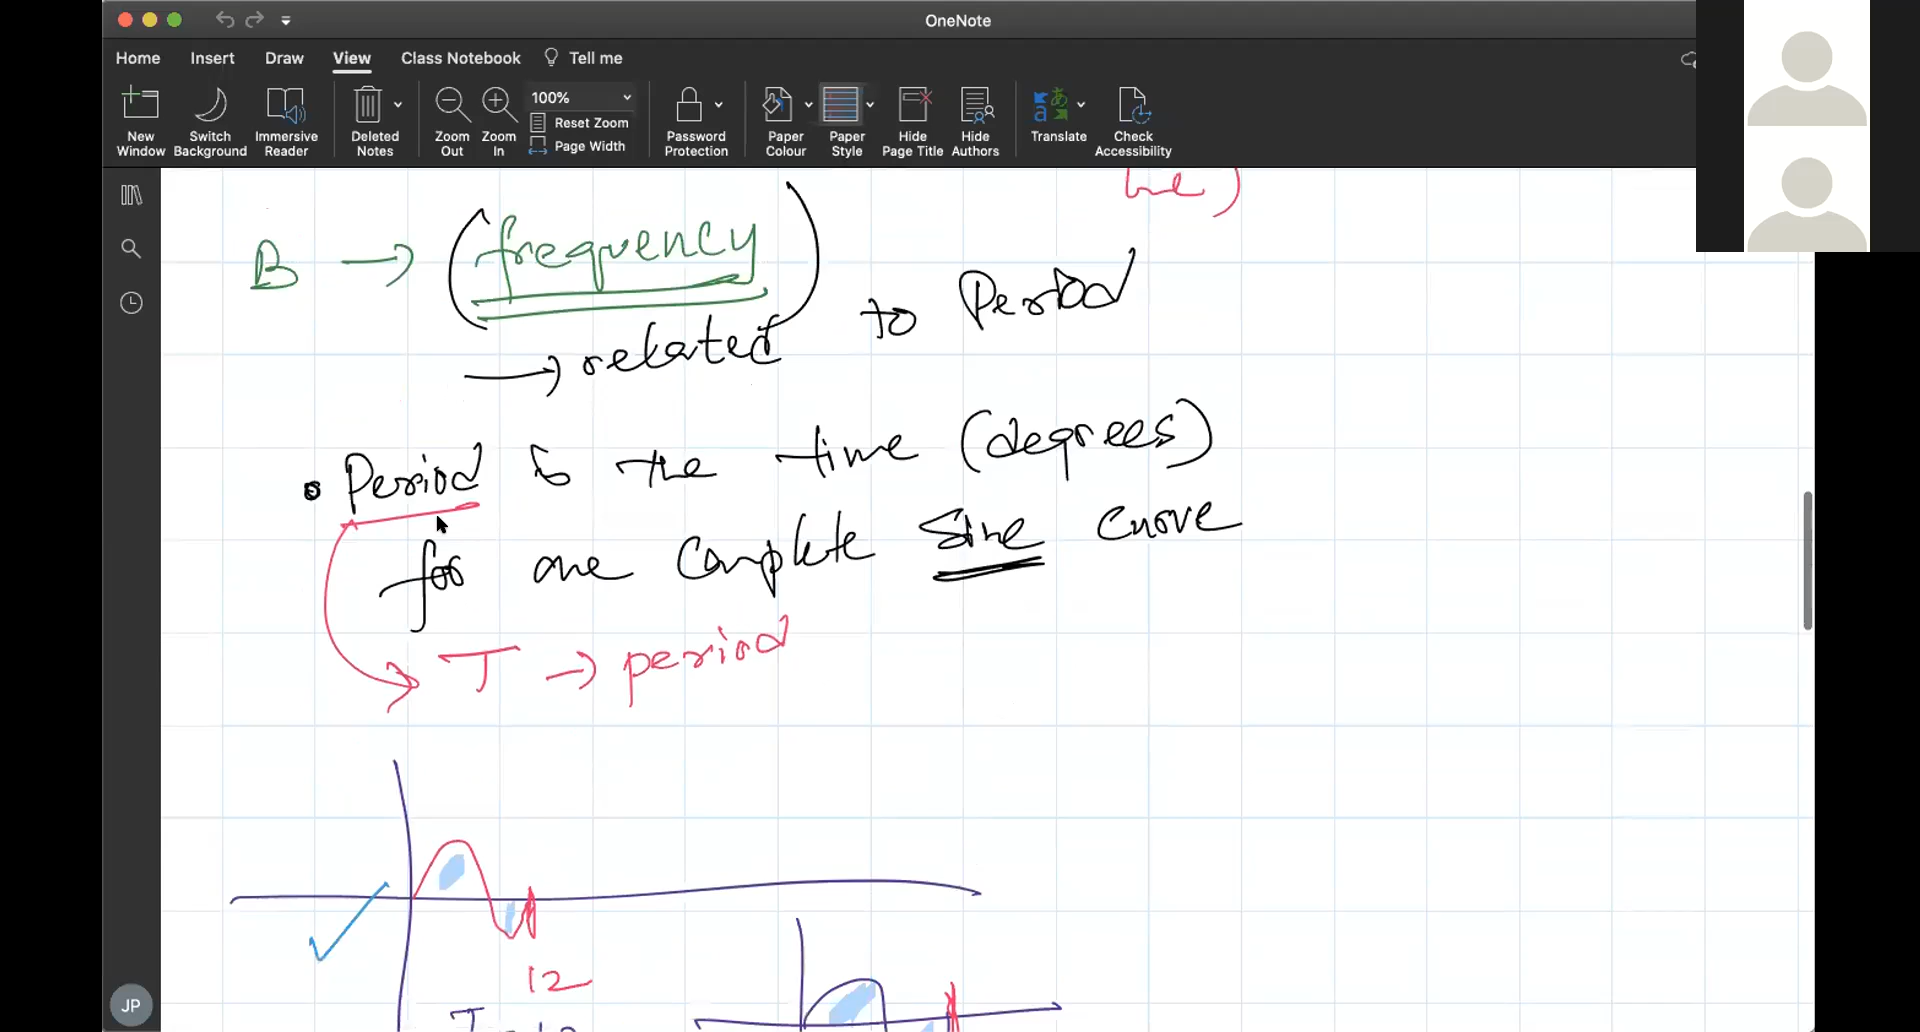 OneNote
Home Insert Draw View Class Notebook Tell me
New Window
Switch Background
Immersive Reader
Deleted Notes
Zoom Out
Zoom In
100%
Reset Zoom
Page Width
Password Protection
Paper Colour
Paper Style
Hide Page Title
Hide Authors
Translate
Check Accessibility
B → (frequency)
→ related to Period
• Period is the time (degrees)
for one complete Sine curve
T → period
12
JP